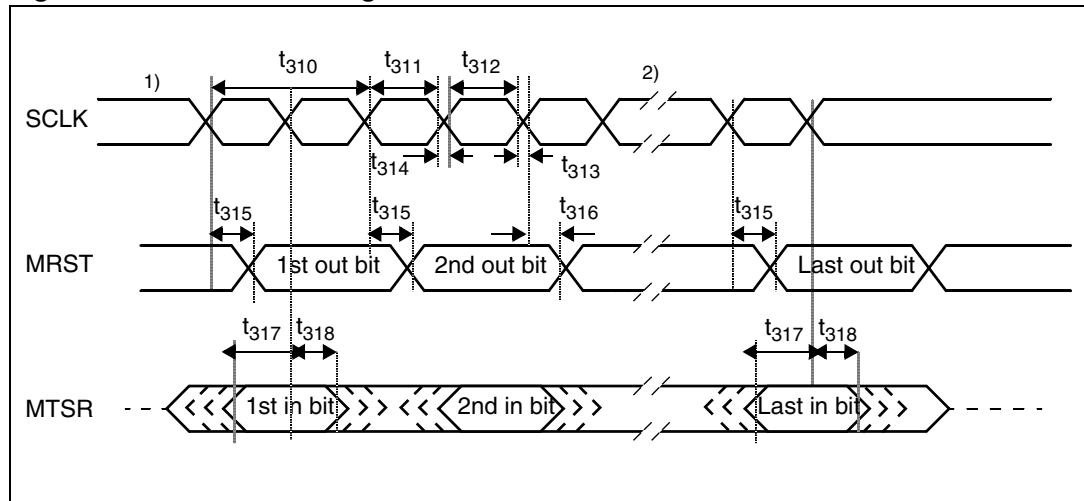 t310 t311 t312
1) 2)
SCLK
t314 t313
t315 t315 t316 t315
MRST 1st out bit 2nd out bit Last out bit
t317 t318 t317 t318
MTSR 1st in bit 2nd in bit Last in bit